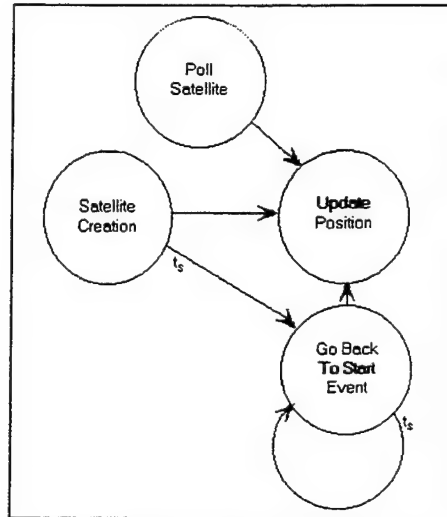 Poll
Satellite
Satellite
Creation
Update
Position
t_s
Go Back
To Start
Event
t_s